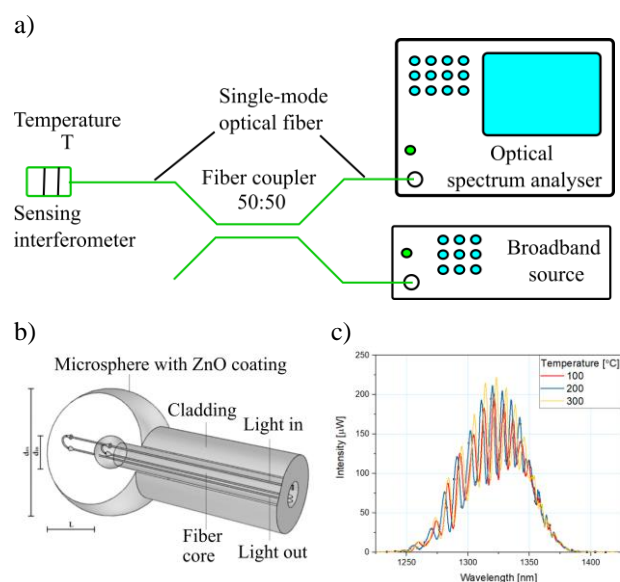 a)
Temperature
T
Sensing
interferometer
Single-mode
optical fiber
Fiber coupler
50:50
Optical
spectrum analyser
Broadband
source
b)
Microsphere with ZnO coating
Cladding
Light in
Fiber
core
Light out
L
c)
Temperature [°C]
100
200
300
Intensity [µW]
250
200
150
100
50
0
1250
1300
1350
1400
Wavelength [nm]